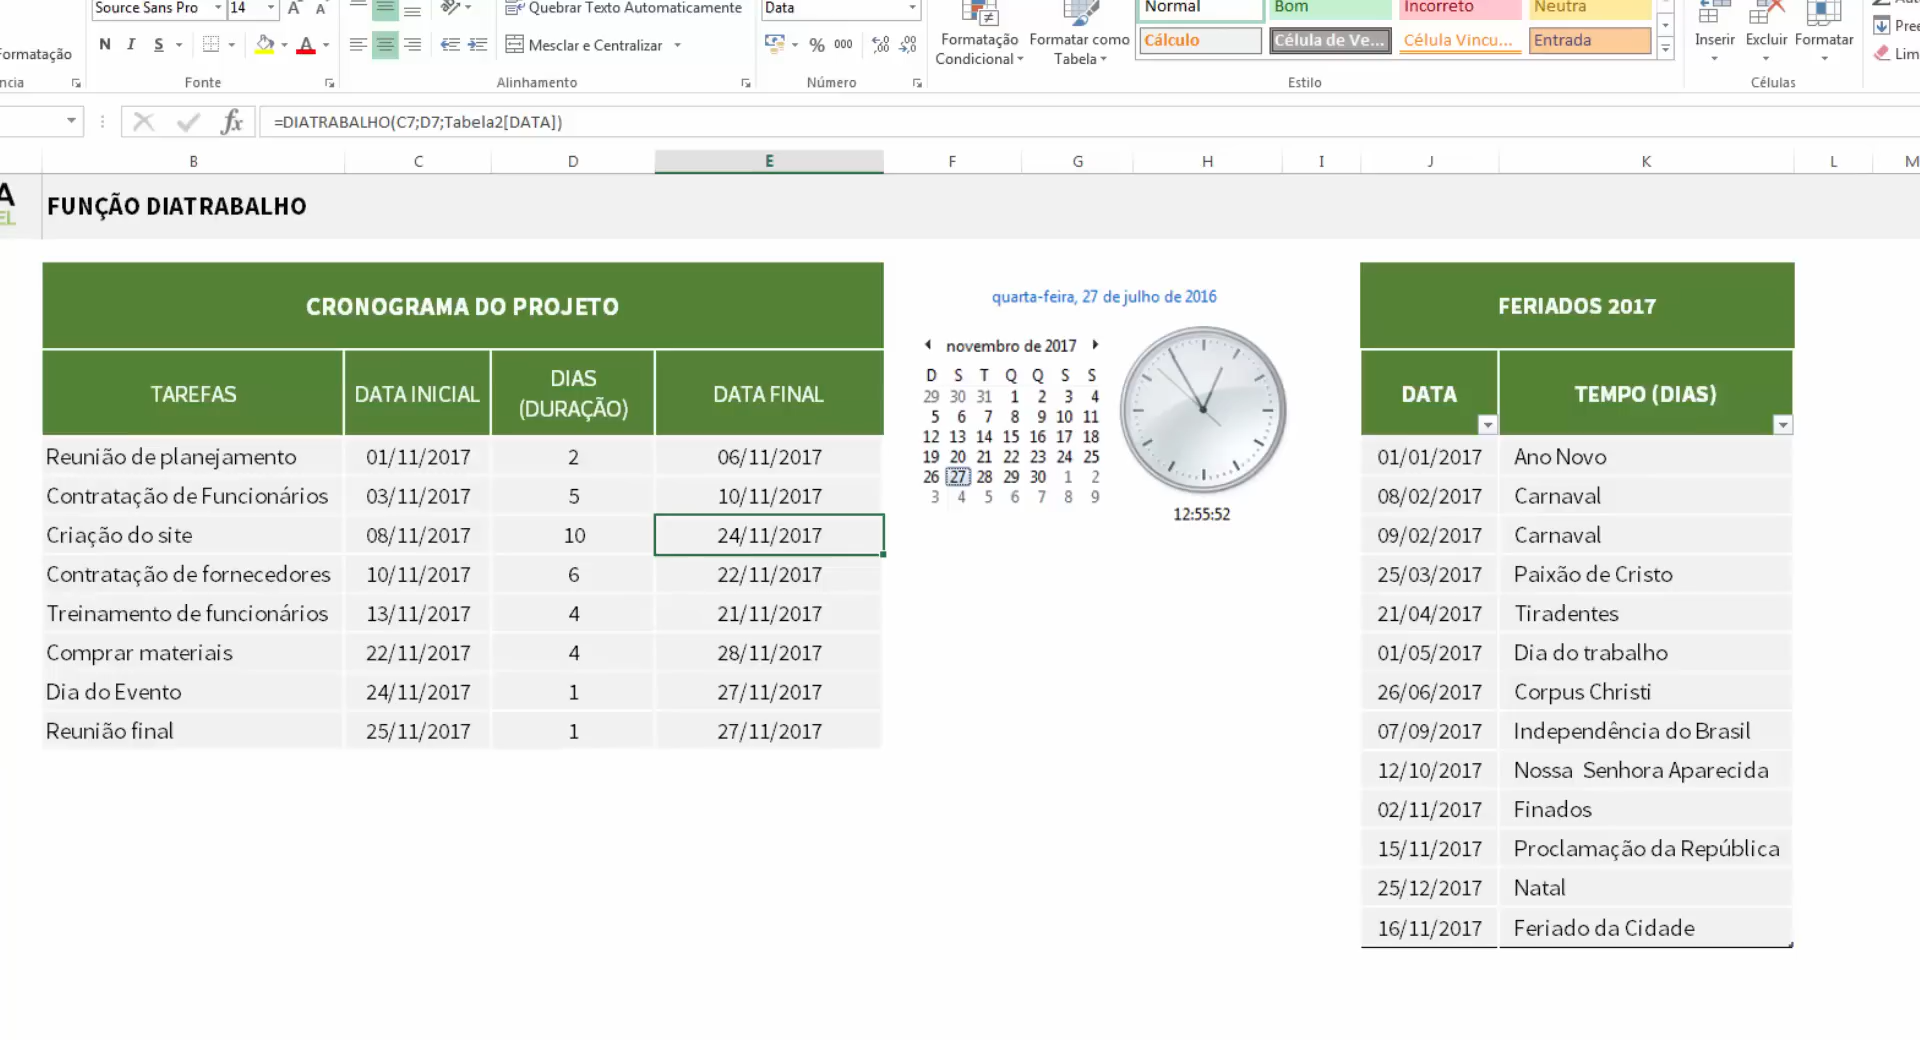 Source Sans Pro 14 A A Quebrar Texto Automaticamente Data Normal Bom Incorreto Neutra
Formatação N I S A Mesclar e Centralizar % 000 Formatação Condicional Formatar como Tabela Cálculo Célula de Ve... Célula Vincu... Entrada Inserir Excluir Formatar
Fonte Alinhamento Número Estilo Células
fx =DIATRABALHO(C7;D7;Tabela2[DATA])
B C D E F G H I J K L M
FUNÇÃO DIATRABALHO
CRONOGRAMA DO PROJETO
TAREFAS DATA INICIAL DIAS (DURAÇÃO) DATA FINAL
Reunião de planejamento 01/11/2017 2 06/11/2017
Contratação de Funcionários 03/11/2017 5 10/11/2017
Criação do site 08/11/2017 10 24/11/2017
Contratação de fornecedores 10/11/2017 6 22/11/2017
Treinamento de funcionários 13/11/2017 4 21/11/2017
Comprar materiais 22/11/2017 4 28/11/2017
Dia do Evento 24/11/2017 1 27/11/2017
Reunião final 25/11/2017 1 27/11/2017
quarta-feira, 27 de julho de 2016
novembro de 2017
D S T Q Q S S
29 30 31 1 2 3 4
5 6 7 8 9 10 11
12 13 14 15 16 17 18
19 20 21 22 23 24 25
26 27 28 29 30 1 2
3 4 5 6 7 8 9
12:55:52
FERIADOS 2017
DATA TEMPO (DIAS)
01/01/2017 Ano Novo
08/02/2017 Carnaval
09/02/2017 Carnaval
25/03/2017 Paixão de Cristo
21/04/2017 Tiradentes
01/05/2017 Dia do trabalho
26/06/2017 Corpus Christi
07/09/2017 Independência do Brasil
12/10/2017 Nossa  Senhora Aparecida
02/11/2017 Finados
15/11/2017 Proclamação da República
25/12/2017 Natal
16/11/2017 Feriado da Cidade